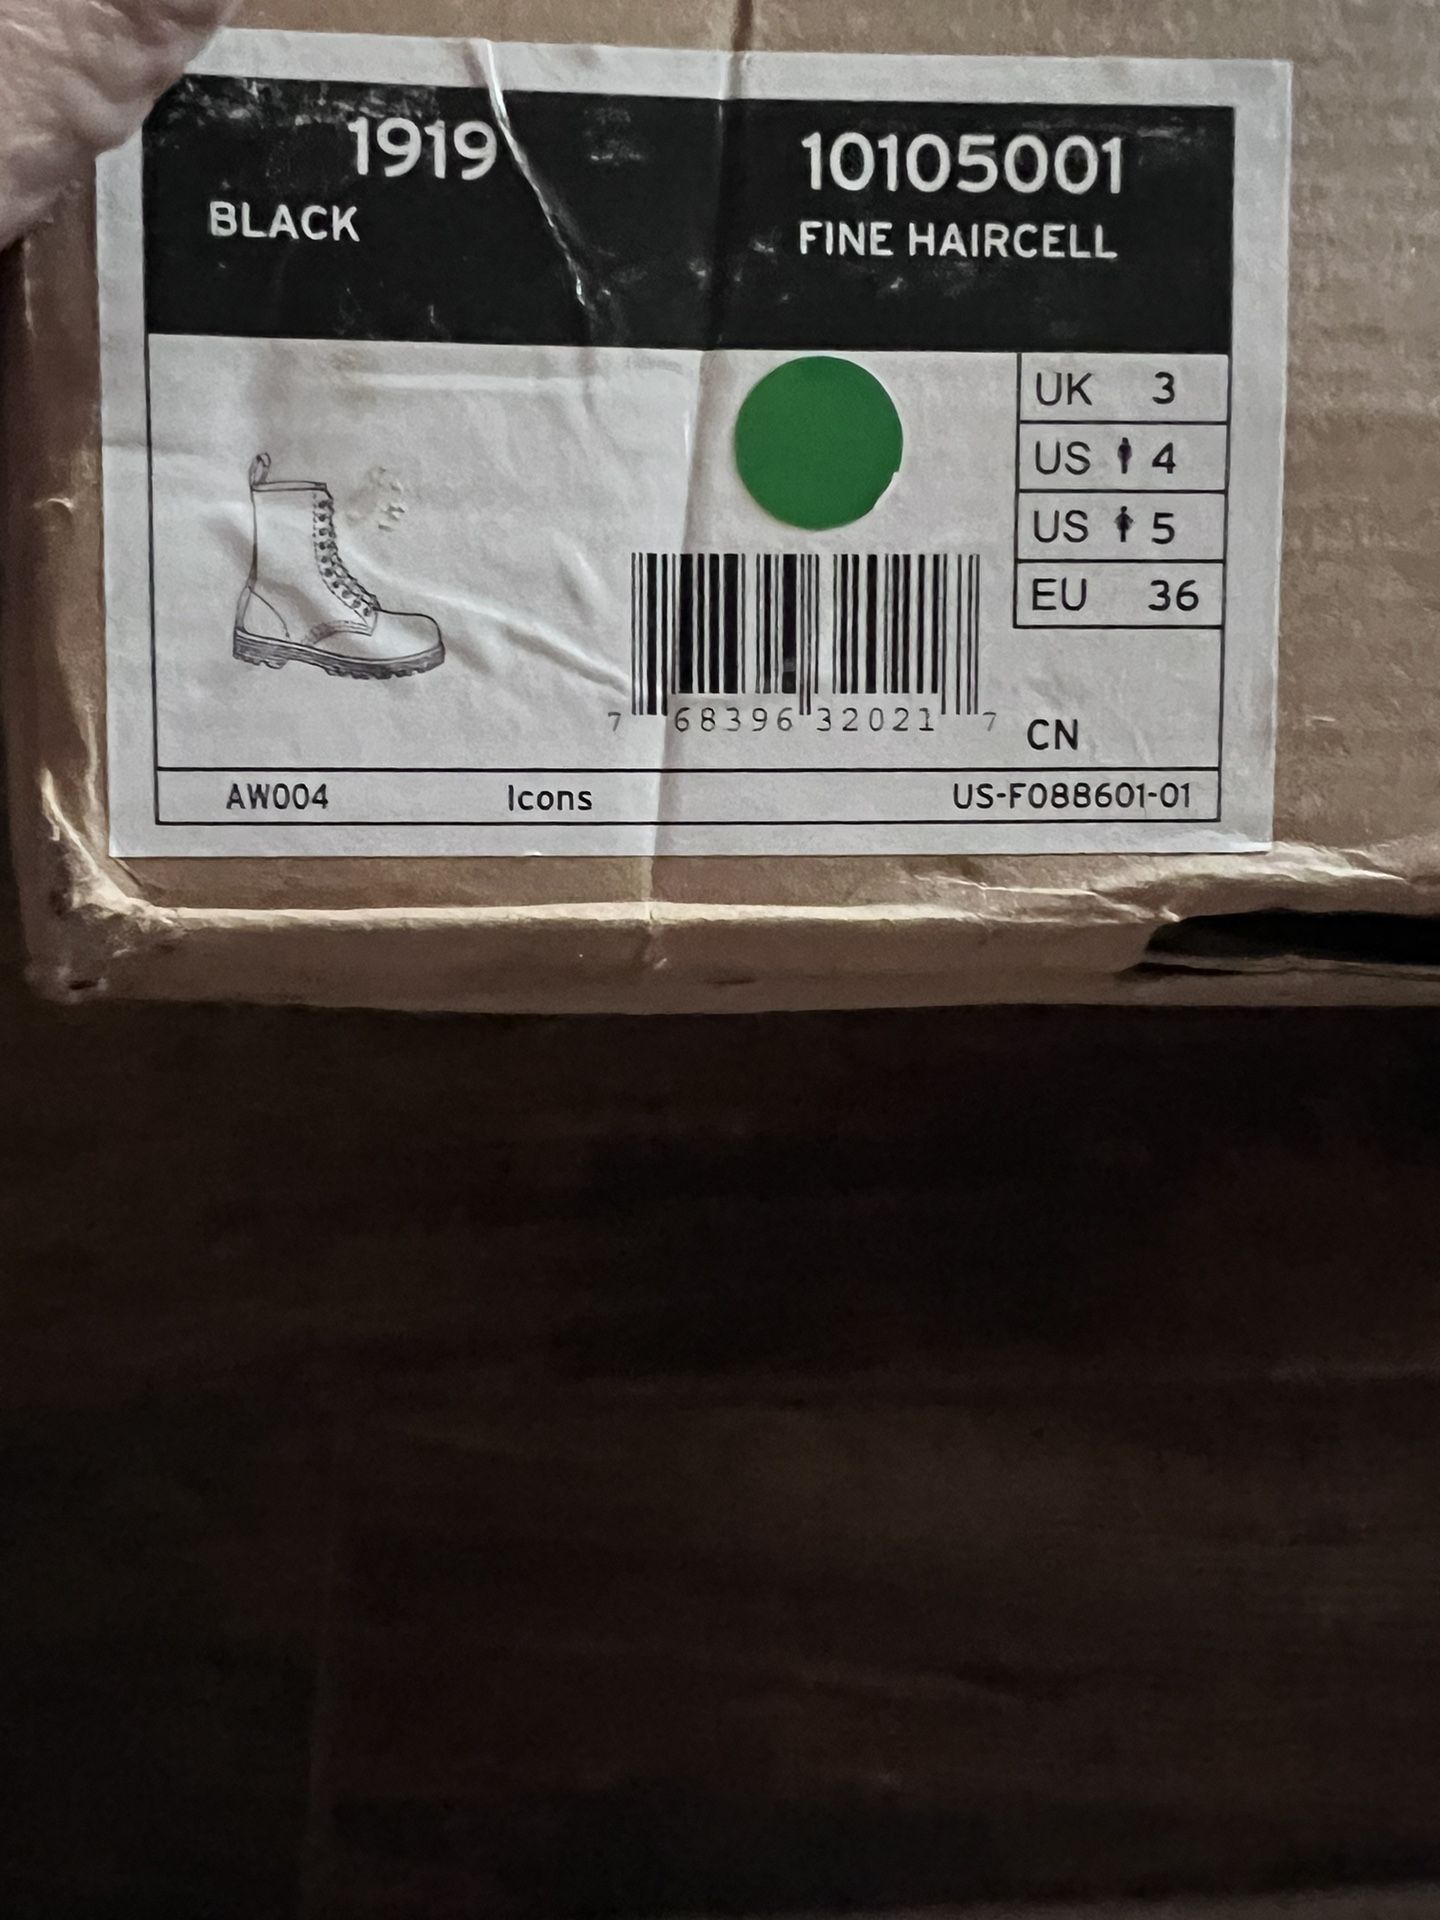 1919
BLACK
10105001
FINE HAIRCELL
UK 3
US 4
US 5
EU 36
7 68396 32021 7
CN
AW004 Icons US-F088601-01